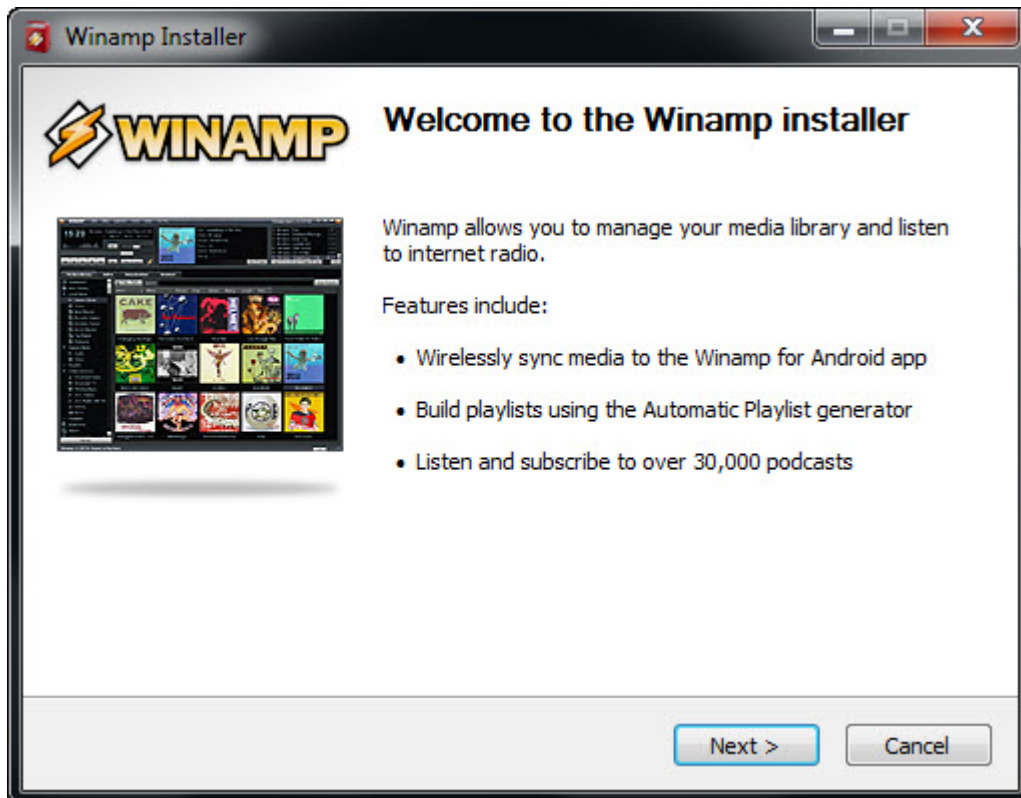 Winamp Installer
WINAMP
Welcome to the Winamp installer
Winamp allows you to manage your media library and listen
to internet radio.
Features include:
• Wirelessly sync media to the Winamp for Android app
• Build playlists using the Automatic Playlist generator
• Listen and subscribe to over 30,000 podcasts
CAKE
Next >
Cancel